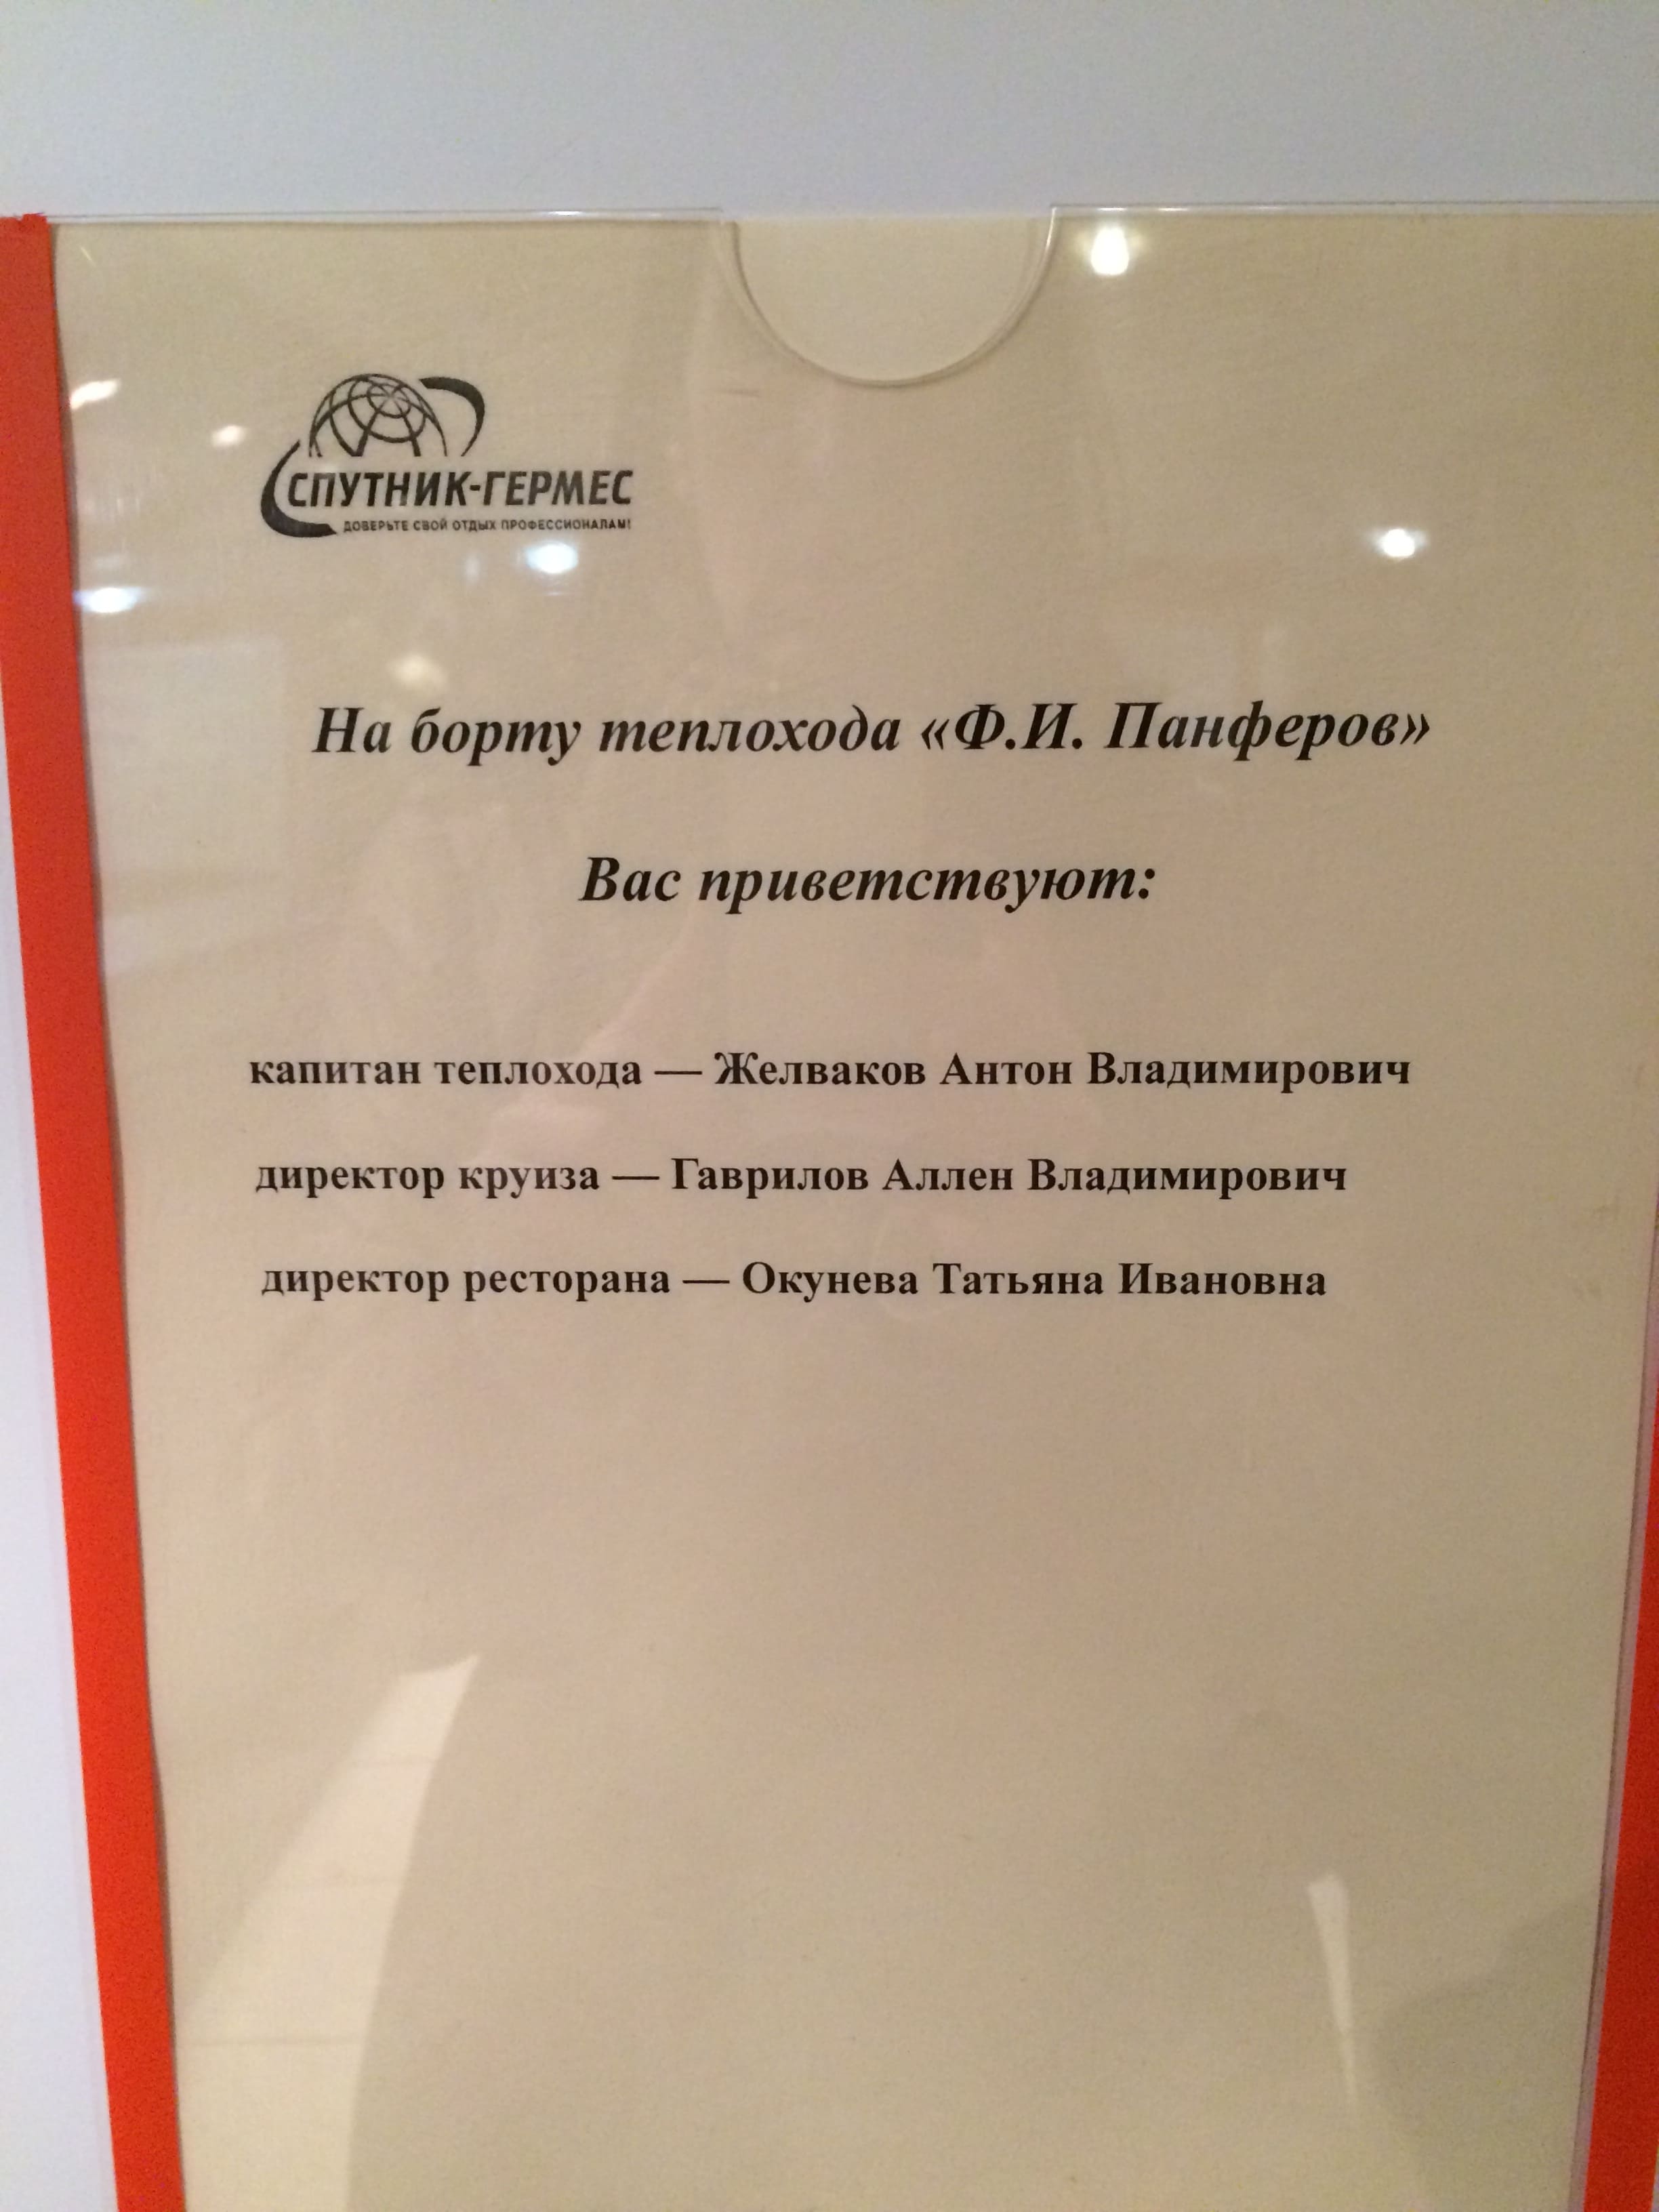 СПУТНИК-ГЕРМЕС
ДОВЕРЬТЕ СВОЙ ОТДЫХ ПРОФЕССИОНАЛАМ!
На борту теплохода «Ф.И. Панферов»
Вас приветствуют:
капитан теплохода — Желваков Антон Владимирович
директор круиза — Гаврилов Аллен Владимирович
директор ресторана — Окунева Татьяна Ивановна